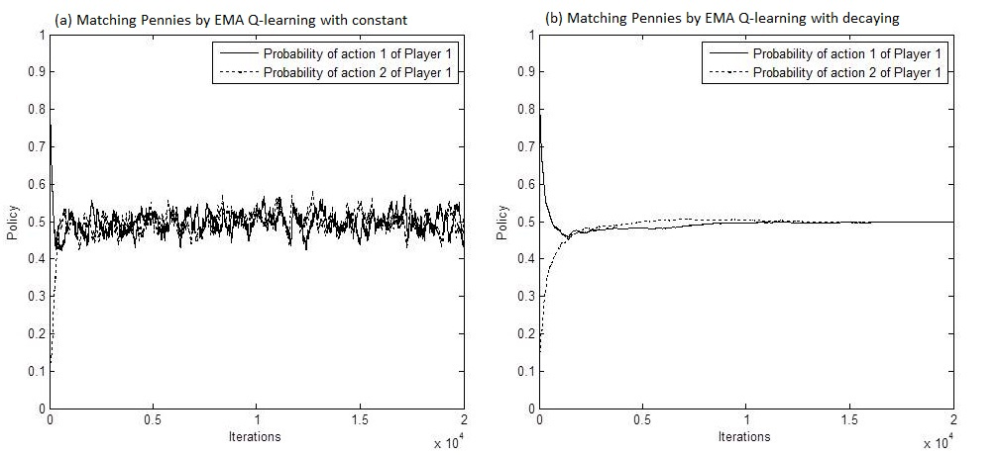 (a) Matching Pennies by EMA Q-learning with constant
1
0.9
0.8
0.7
0.6
0.5
0.4
0.3
0.2
0.1
0
Policy
Probability of action 1 of Player 1
Probability of action 2 of Player 1
0 0.5 1 1.5 2
Iterations
x 10^4
(b) Matching Pennies by EMA Q-learning with decaying
1
0.9
0.8
0.7
0.6
0.5
0.4
0.3
0.2
0.1
0
Policy
Probability of action 1 of Player 1
Probability of action 2 of Player 1
0 0.5 1 1.5 2
Iterations
x 10^4